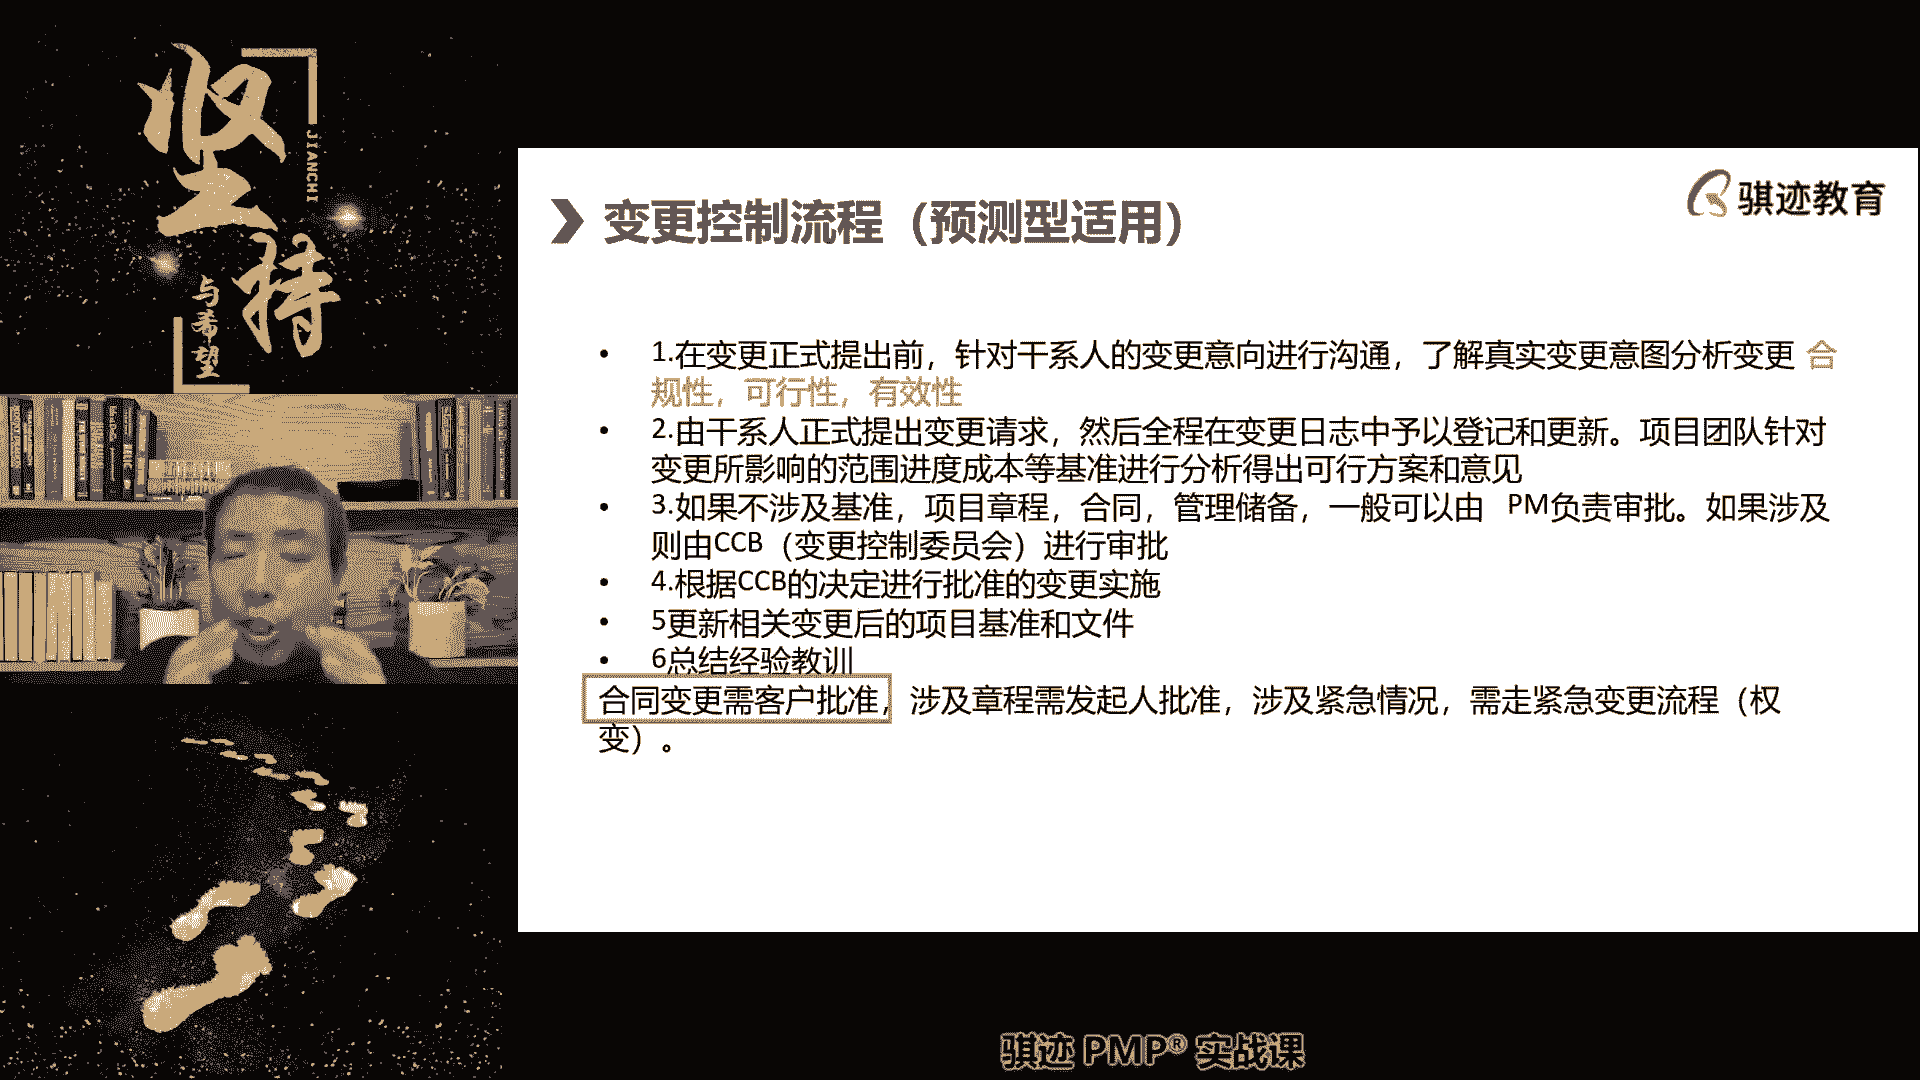 坚持
JIANCHI
与希望
骐迹教育
变更控制流程（预测型适用）
• 1.在变更正式提出前，针对干系人的变更意向进行沟通，了解真实变更意图分析变更 合
规性，可行性，有效性
• 2.由干系人正式提出变更请求，然后全程在变更日志中予以登记和更新。项目团队针对
变更所影响的范围进度成本等基准进行分析得出可行方案和意见
• 3.如果不涉及基准，项目章程，合同，管理储备，一般可以由 PM负责审批。如果涉及
则由CCB（变更控制委员会）进行审批
• 4.根据CCB的决定进行批准的变更实施
• 5更新相关变更后的项目基准和文件
• 6总结经验教训
合同变更需客户批准，涉及章程需发起人批准，涉及紧急情况，需走紧急变更流程（权
变）。
骐迹 PMP® 实战课